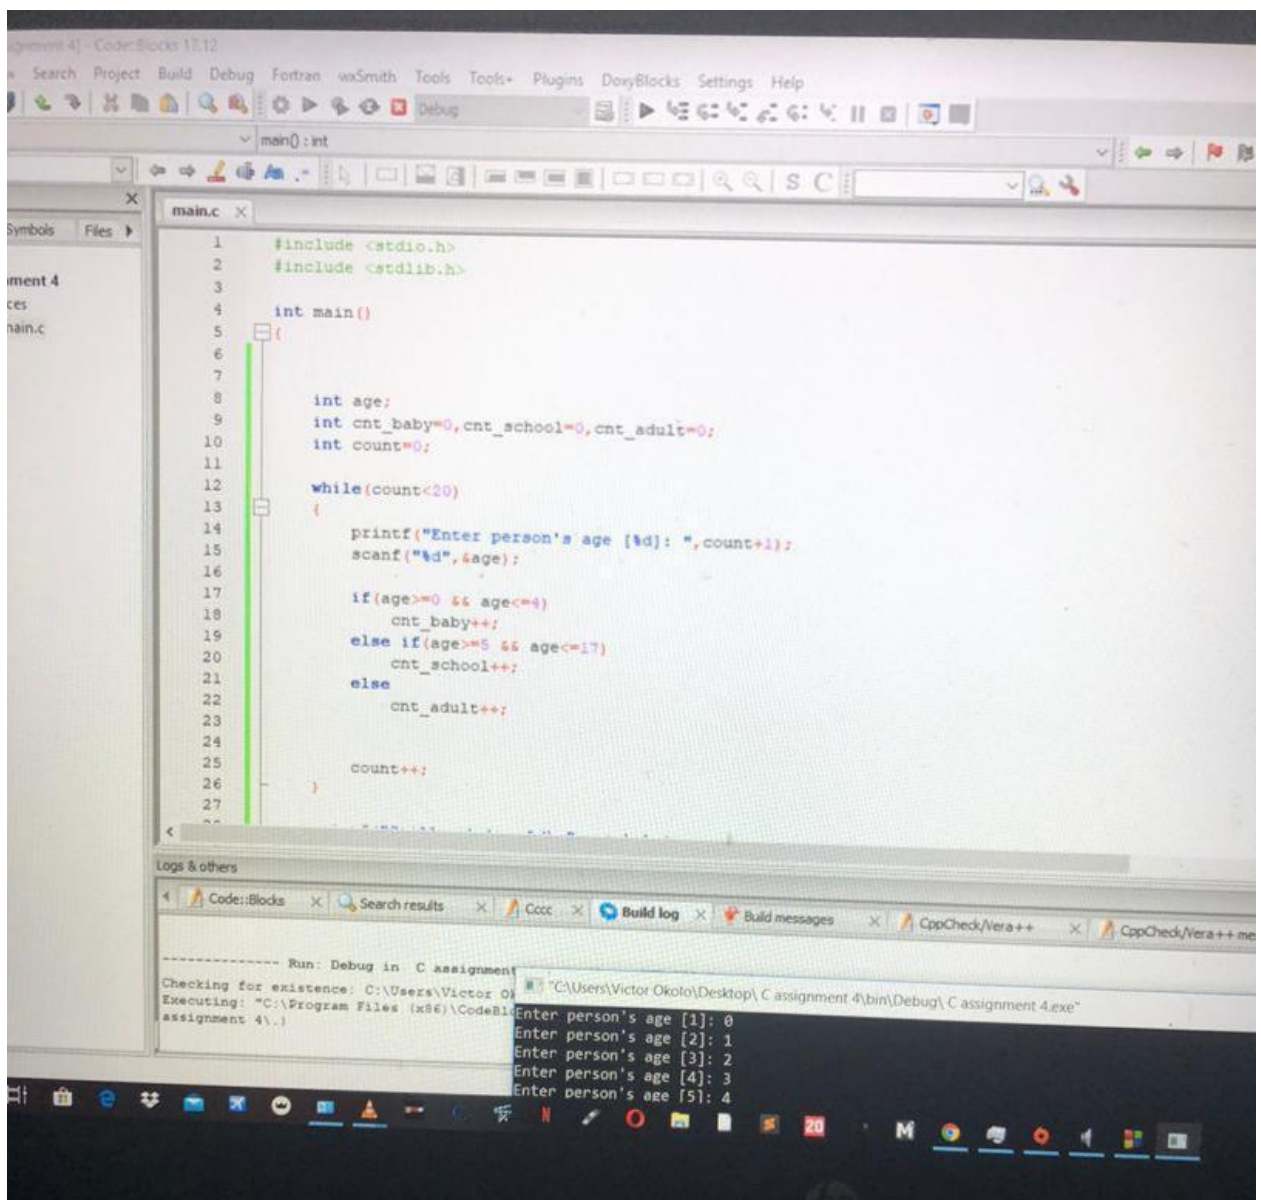 Code::Blocks 17.12
Search Project Build Debug Fortran wxSmith Tools Tools+ Plugins DoxyBlocks Settings Help
Debug
main() : int
S C
main.c
Symbols Files
ment 4
main.c
1 #include <stdio.h>
2 #include <stdlib.h>
3
4 int main()
5 {
6
7
8 int age;
9 int cnt_baby=0,cnt_school=0,cnt_adult=0;
10 int count=0;
11
12 while(count<20)
13 {
14 printf("Enter person's age [%d]: ",count+1);
15 scanf("%d",&age);
16
17 if(age>=0 && age<=4)
18 cnt_baby++;
19 else if(age>=5 && age<=17)
20 cnt_school++;
21 else
22 cnt_adult++;
23
24
25 count++;
26 }
27
Logs & others
Code::Blocks Search results Cccc Build log Build messages CppCheck/Vera++ CppCheck/Vera++ me
-------------- Run: Debug in C assignment
Checking for existence: C:\Users\Victor O
Executing: "C:\Program Files (x86)\CodeBlo
assignment 4\.)
"C:\Users\Victor Okoto\Desktop\ C assignment 4\bin\Debug\ C assignment 4.exe"
Enter person's age [1]: 0
Enter person's age [2]: 1
Enter person's age [3]: 2
Enter person's age [4]: 3
Enter person's age [5]: 4
20
M